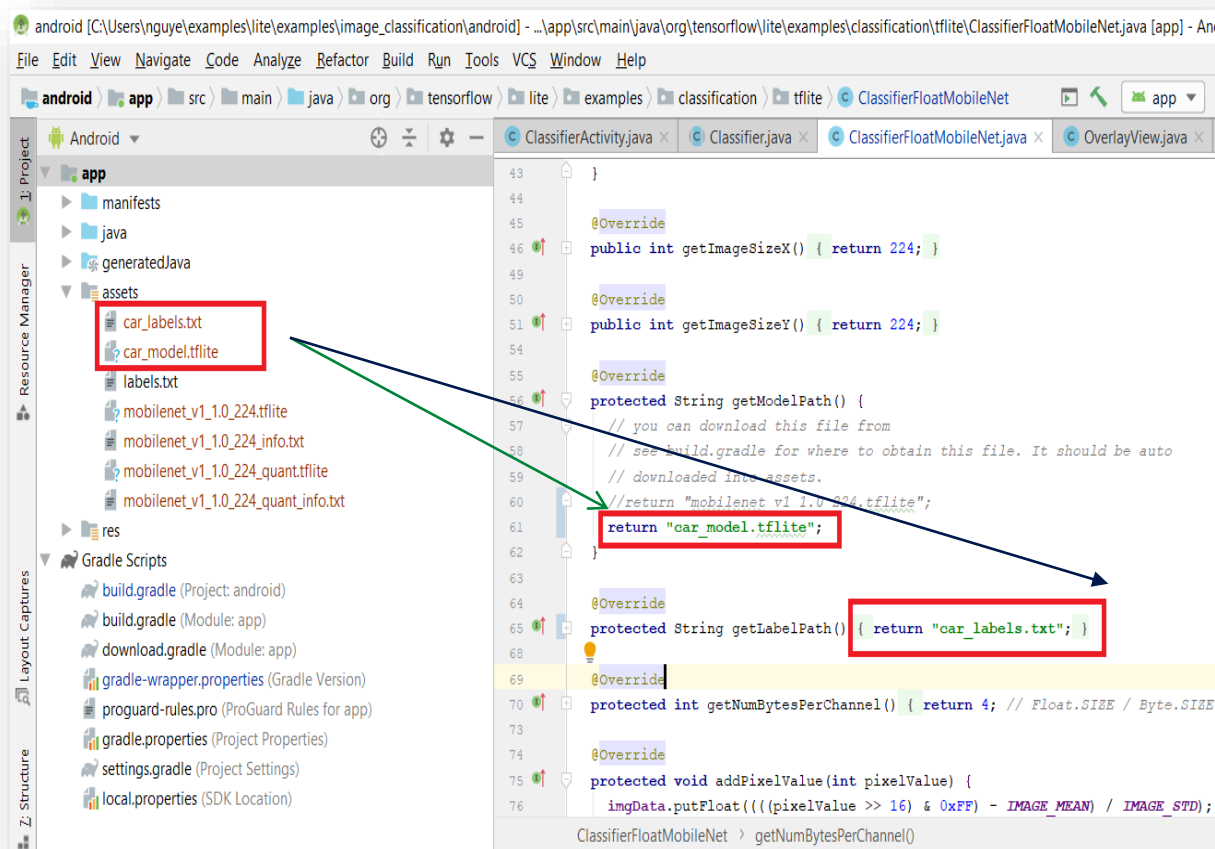 android [C:\Users\nguye\examples\lite\examples\image_classification\android] - ...\app\src\main\java\org\tensorflow\lite\examples\classification\tflite\ClassifierFloatMobileNet.java [app] - An
File Edit View Navigate Code Analyze Refactor Build Run Tools VCS Window Help
android app src main java org tensorflow lite examples classification tflite ClassifierFloatMobileNet app
1: Project
Resource Manager
Layout Captures
Z: Structure
Android
app
manifests
java
generatedJava
assets
car_labels.txt
car_model.tflite
labels.txt
mobilenet_v1_1.0_224.tflite
mobilenet_v1_1.0_224_info.txt
mobilenet_v1_1.0_224_quant.tflite
mobilenet_v1_1.0_224_quant_info.txt
res
Gradle Scripts
build.gradle (Project: android)
build.gradle (Module: app)
download.gradle (Module: app)
gradle-wrapper.properties (Gradle Version)
proguard-rules.pro (ProGuard Rules for app)
gradle.properties (Project Properties)
settings.gradle (Project Settings)
local.properties (SDK Location)
ClassifierActivity.java Classifier.java ClassifierFloatMobileNet.java OverlayView.java
43 }
44
45 @Override
46 public int getImageSizeX() { return 224; }
49
50 @Override
51 public int getImageSizeY() { return 224; }
54
55 @Override
56 protected String getModelPath() {
57 // you can download this file from
58 // see build.gradle for where to obtain this file. It should be auto
59 // downloaded into assets.
60 //return "mobilenet_v1_1.0_224.tflite";
61 return "car_model.tflite";
62 }
63
64 @Override
65 protected String getLabelPath() { return "car_labels.txt"; }
68
69 @Override
70 protected int getNumBytesPerChannel() { return 4; // Float.SIZE / Byte.SIZE
73
74 @Override
75 protected void addPixelValue(int pixelValue) {
76 imgData.putFloat((((pixelValue >> 16) & 0xFF) - IMAGE_MEAN) / IMAGE_STD);
ClassifierFloatMobileNet > getNumBytesPerChannel()